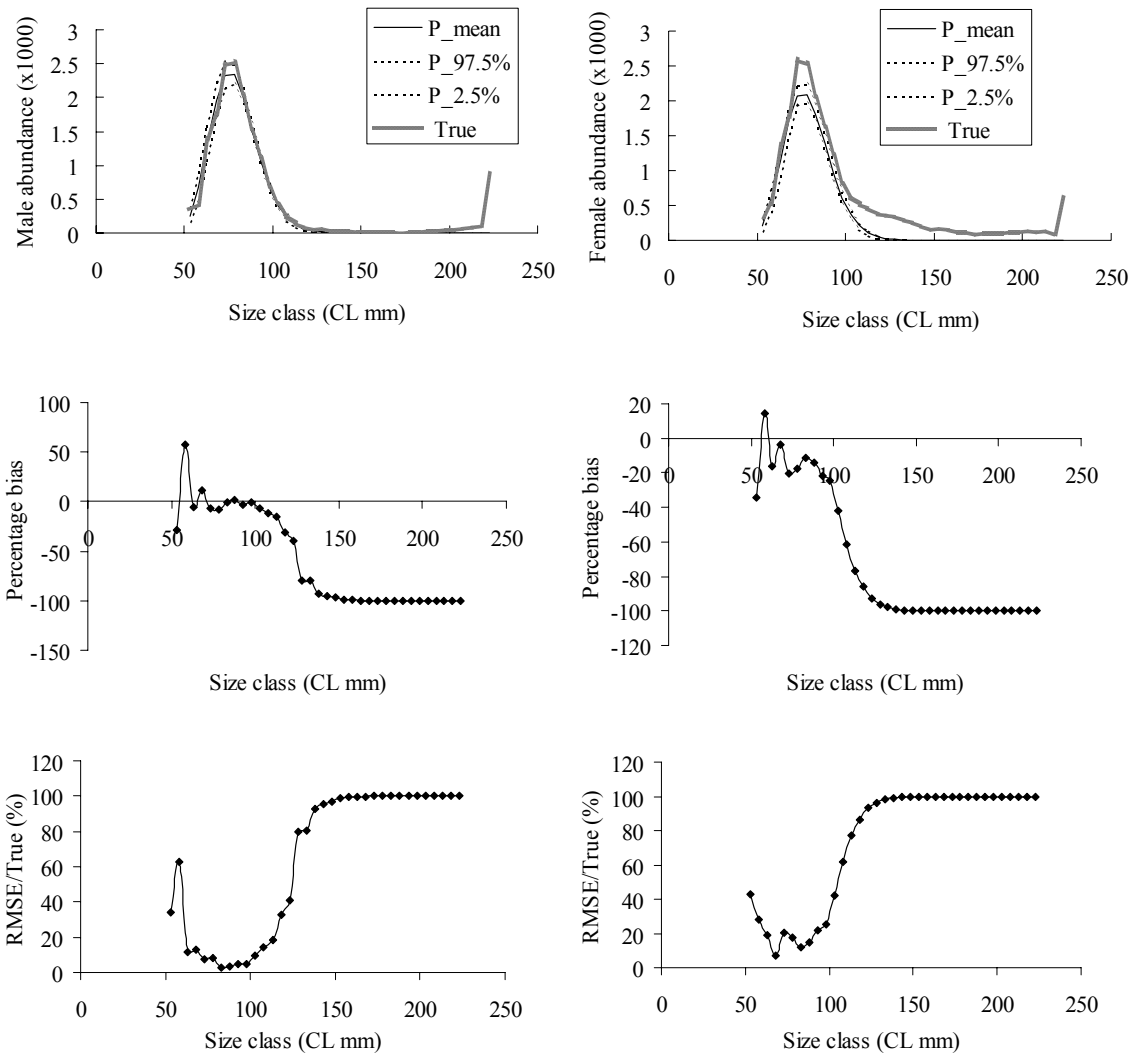 Male abundance (x1000)
3
2.5
2
1.5
1
0.5
0
0 50 100 150 200 250
Size class (CL mm)
P_mean
P_97.5%
P_2.5%
True
Female abundance (x1000)
3
2.5
2
1.5
1
0.5
0
0 50 100 150 200 250
Size class (CL mm)
P_mean
P_97.5%
P_2.5%
True
Percentage bias
100
50
0
-50
-100
-150
0 50 100 150 200 250
Size class (CL mm)
Percentage bias
20
0
-20
-40
-60
-80
-100
-120
0 50 100 150 200 250
Size class (CL mm)
RMSE/True (%)
120
100
80
60
40
20
0
0 50 100 150 200 250
Size class (CL mm)
RMSE/True (%)
120
100
80
60
40
20
0
0 50 100 150 200 250
Size class (CL mm)